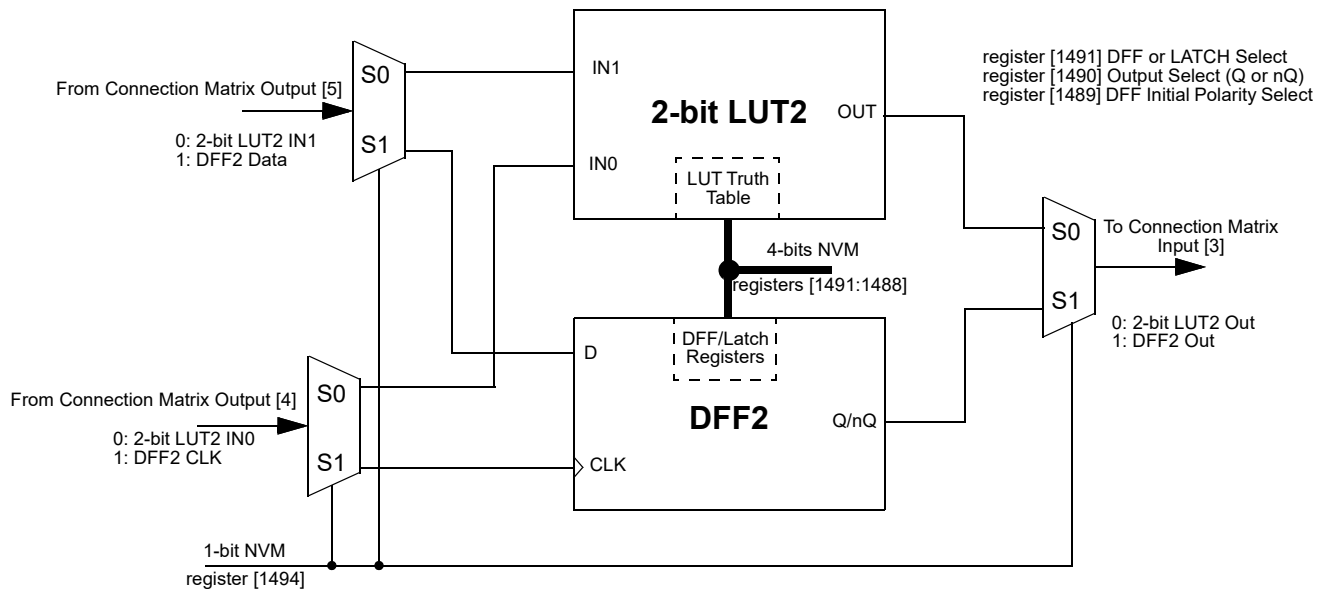 From Connection Matrix Output [5]
0: 2-bit LUT2 IN1
1: DFF2 Data
S0
S1
IN1
IN0
2-bit LUT2
OUT
LUT Truth
Table
register [1491] DFF or LATCH Select
register [1490] Output Select (Q or nQ)
register [1489] DFF Initial Polarity Select
4-bits NVM
registers [1491:1488]
S0
S1
To Connection Matrix
Input [3]
0: 2-bit LUT2 Out
1: DFF2 Out
From Connection Matrix Output [4]
0: 2-bit LUT2 IN0
1: DFF2 CLK
S0
S1
D
CLK
DFF/Latch
Registers
DFF2
Q/nQ
1-bit NVM
register [1494]